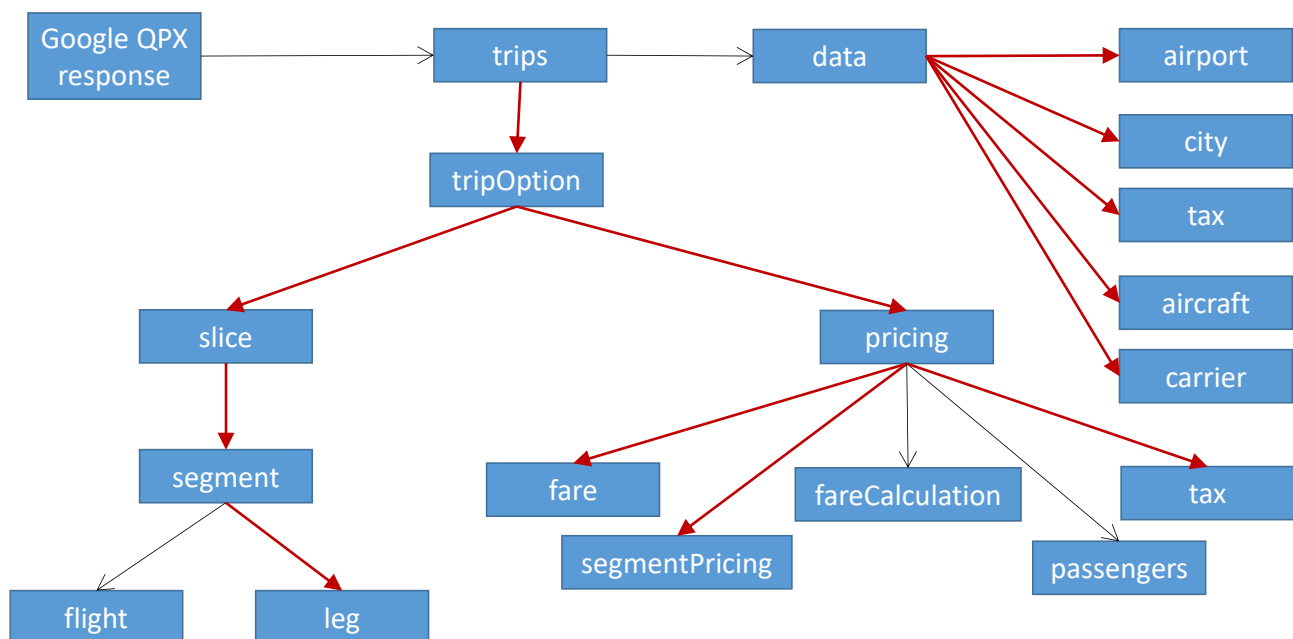 Google QPX
response
trips
data
airport
city
tripOption
tax
aircraft
slice
pricing
carrier
segment
fare
fareCalculation
tax
segmentPricing
passengers
flight
leg